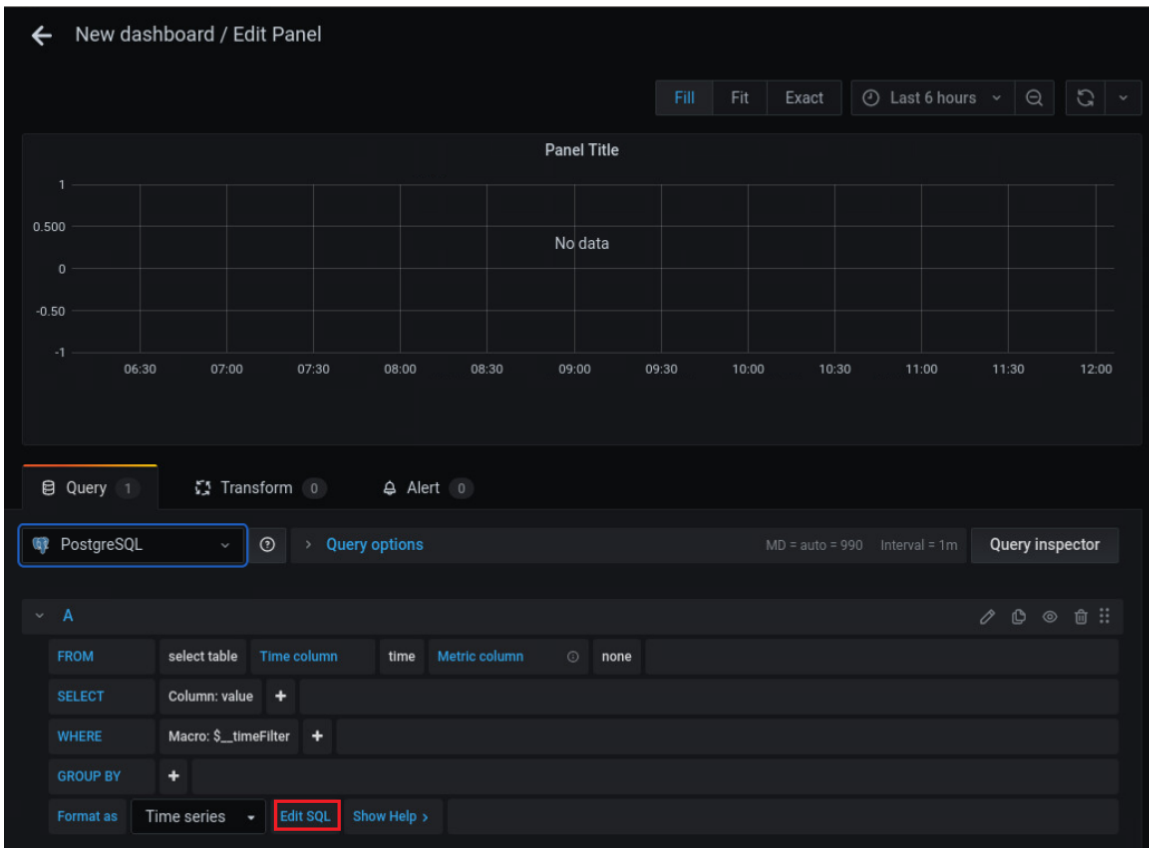 New dashboard / Edit Panel
Fill Fit Exact Last 6 hours
Panel Title
1
0.500
No data
0
-0.50
-1
06:30 07:00 07:30 08:00 08:30 09:00 09:30 10:00 10:30 11:00 11:30 12:00
Query 1 Transform 0 Alert 0
PostgreSQL Query options MD = auto = 990 Interval = 1m Query inspector
A
FROM select table Time column time Metric column none
SELECT Column: value +
WHERE Macro: $__timeFilter +
GROUP BY +
Format as Time series Edit SQL Show Help >